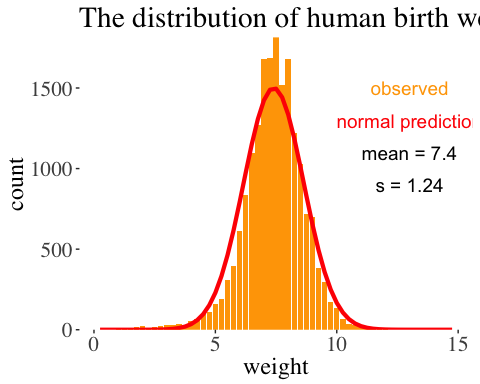 The distribution of human birth we
observed
normal prediction
mean = 7.4
s = 1.24
count
1500
1000
500
0
0 5 10 15
weight